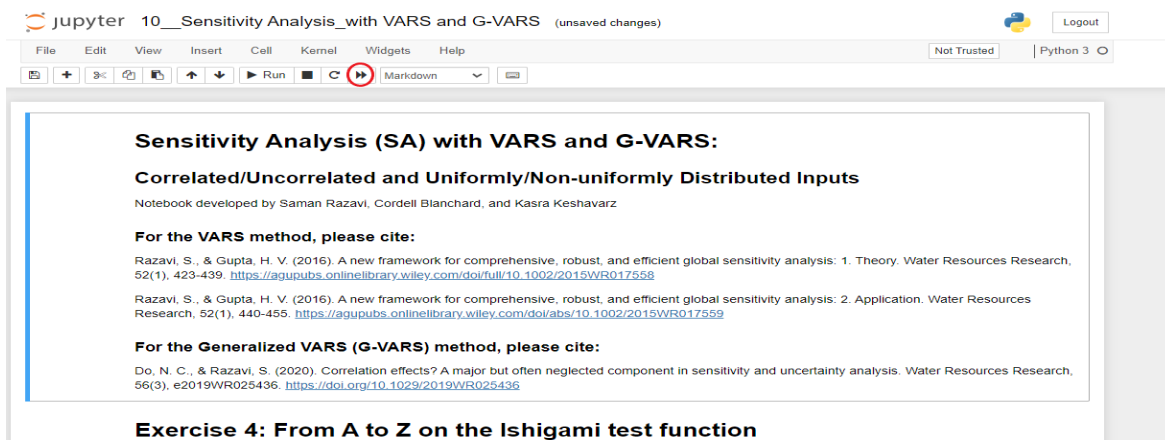 jupyter 10__Sensitivity Analysis_with VARS and G-VARS (unsaved changes) Logout
File Edit View Insert Cell Kernel Widgets Help Not Trusted Python 3
Run Markdown
Sensitivity Analysis (SA) with VARS and G-VARS:
Correlated/Uncorrelated and Uniformly/Non-uniformly Distributed Inputs
Notebook developed by Saman Razavi, Cordell Blanchard, and Kasra Keshavarz
For the VARS method, please cite:
Razavi, S., & Gupta, H. V. (2016). A new framework for comprehensive, robust, and efficient global sensitivity analysis: 1. Theory. Water Resources Research,
52(1), 423-439. https://agupubs.onlinelibrary.wiley.com/doi/full/10.1002/2015WR017558
Razavi, S., & Gupta, H. V. (2016). A new framework for comprehensive, robust, and efficient global sensitivity analysis: 2. Application. Water Resources
Research, 52(1), 440-455. https://agupubs.onlinelibrary.wiley.com/doi/abs/10.1002/2015WR017559
For the Generalized VARS (G-VARS) method, please cite:
Do, N. C., & Razavi, S. (2020). Correlation effects? A major but often neglected component in sensitivity and uncertainty analysis. Water Resources Research,
56(3), e2019WR025436. https://doi.org/10.1029/2019WR025436
Exercise 4: From A to Z on the Ishigami test function